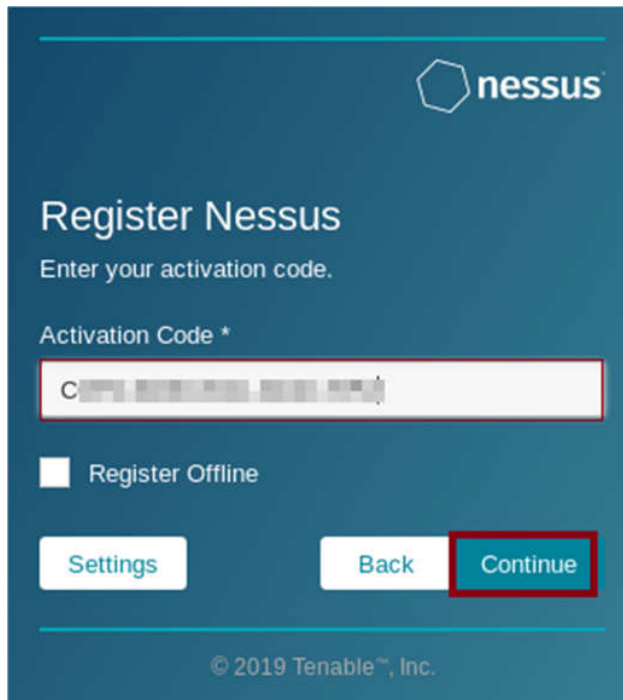 nessus
Register Nessus
Enter your activation code.
Activation Code *
C
Register Offline
Settings
Back
Continue
© 2019 Tenable™, Inc.